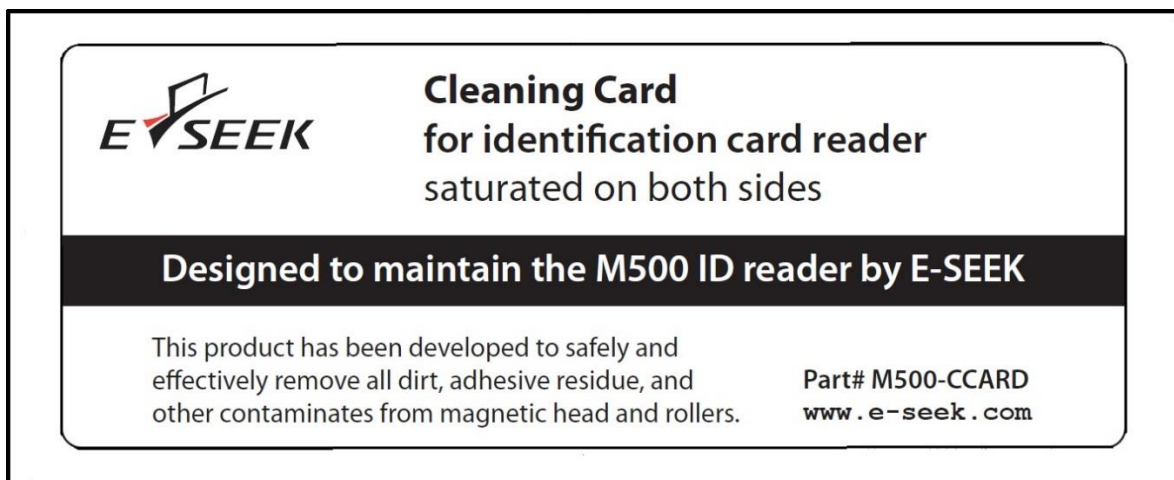 E SEEK
Cleaning Card
for identification card reader
saturated on both sides
Designed to maintain the M500 ID reader by E-SEEK
This product has been developed to safely and
effectively remove all dirt, adhesive residue, and
other contaminates from magnetic head and rollers.
Part# M500-CCARD
www.e-seek.com